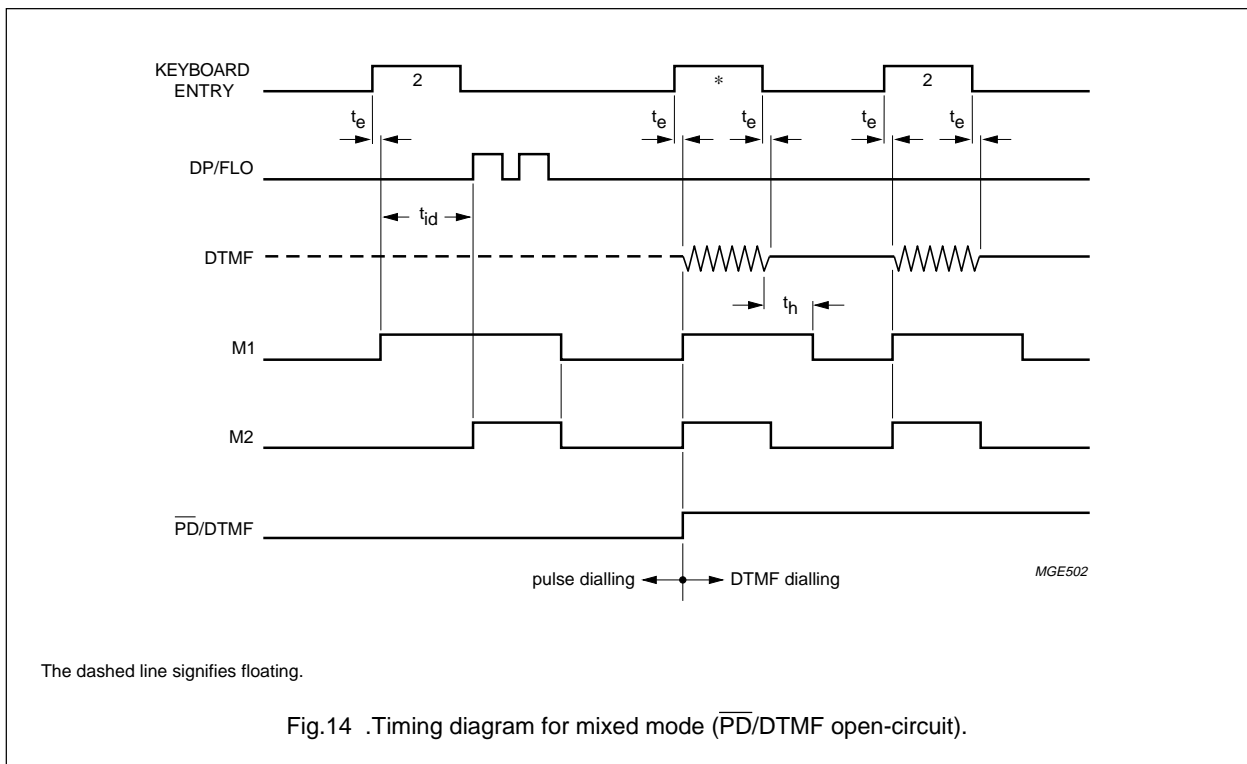 KEYBOARD
ENTRY
2
*
2
te
te
te
te
te
DP/FLO
tid
DTMF
th
M1
M2
PD/DTMF
pulse dialling
DTMF dialling
MGE502
The dashed line signifies floating.
Fig.14 .Timing diagram for mixed mode (PD/DTMF open-circuit).